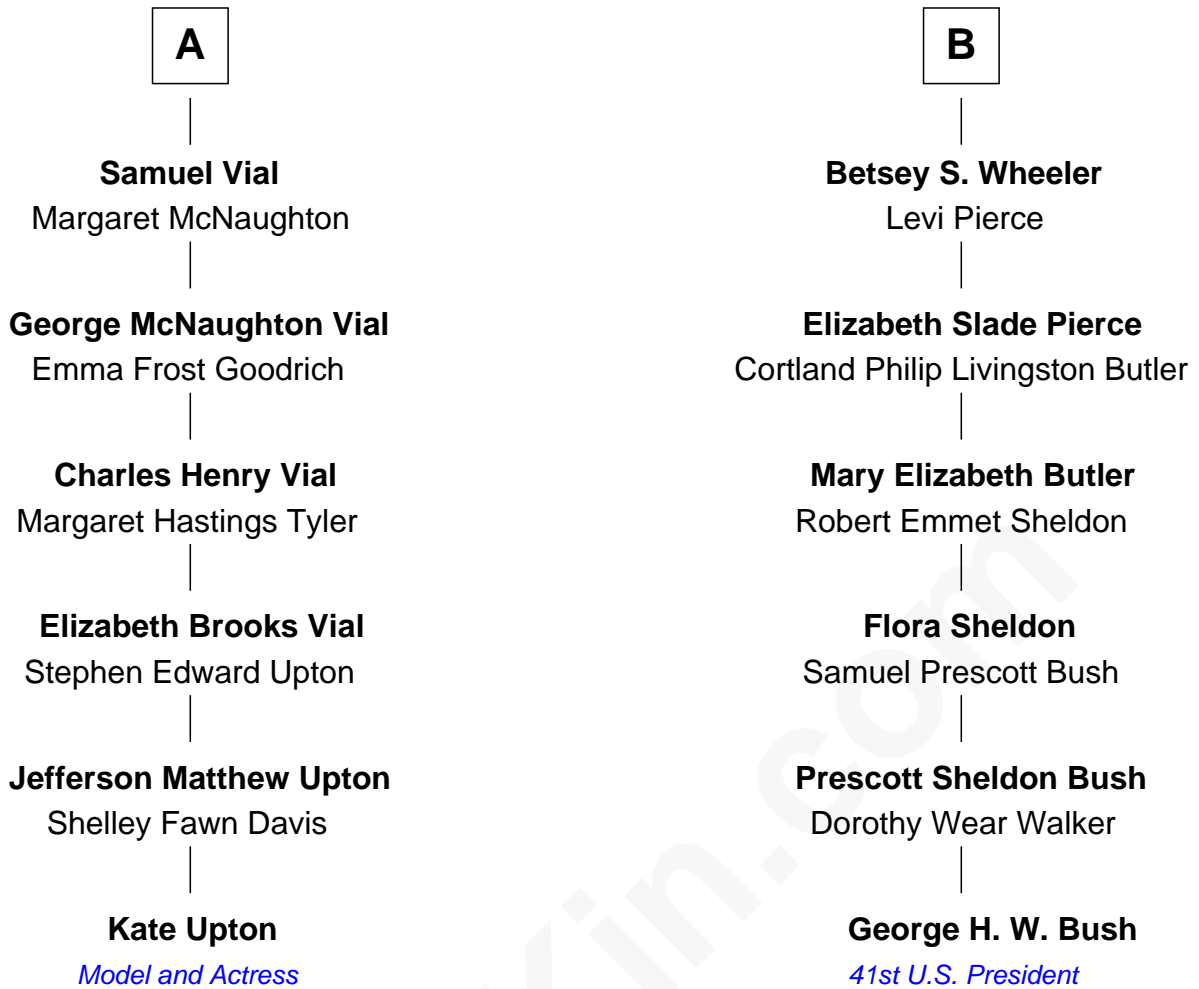 A
Samuel Vial
Margaret McNaughton
George McNaughton Vial
Emma Frost Goodrich
Charles Henry Vial
Margaret Hastings Tyler
Elizabeth Brooks Vial
Stephen Edward Upton
Jefferson Matthew Upton
Shelley Fawn Davis
Kate Upton
Model and Actress
B
Betsey S. Wheeler
Levi Pierce
Elizabeth Slade Pierce
Cortland Philip Livingston Butler
Mary Elizabeth Butler
Robert Emmet Sheldon
Flora Sheldon
Samuel Prescott Bush
Prescott Sheldon Bush
Dorothy Wear Walker
George H. W. Bush
41st U.S. President